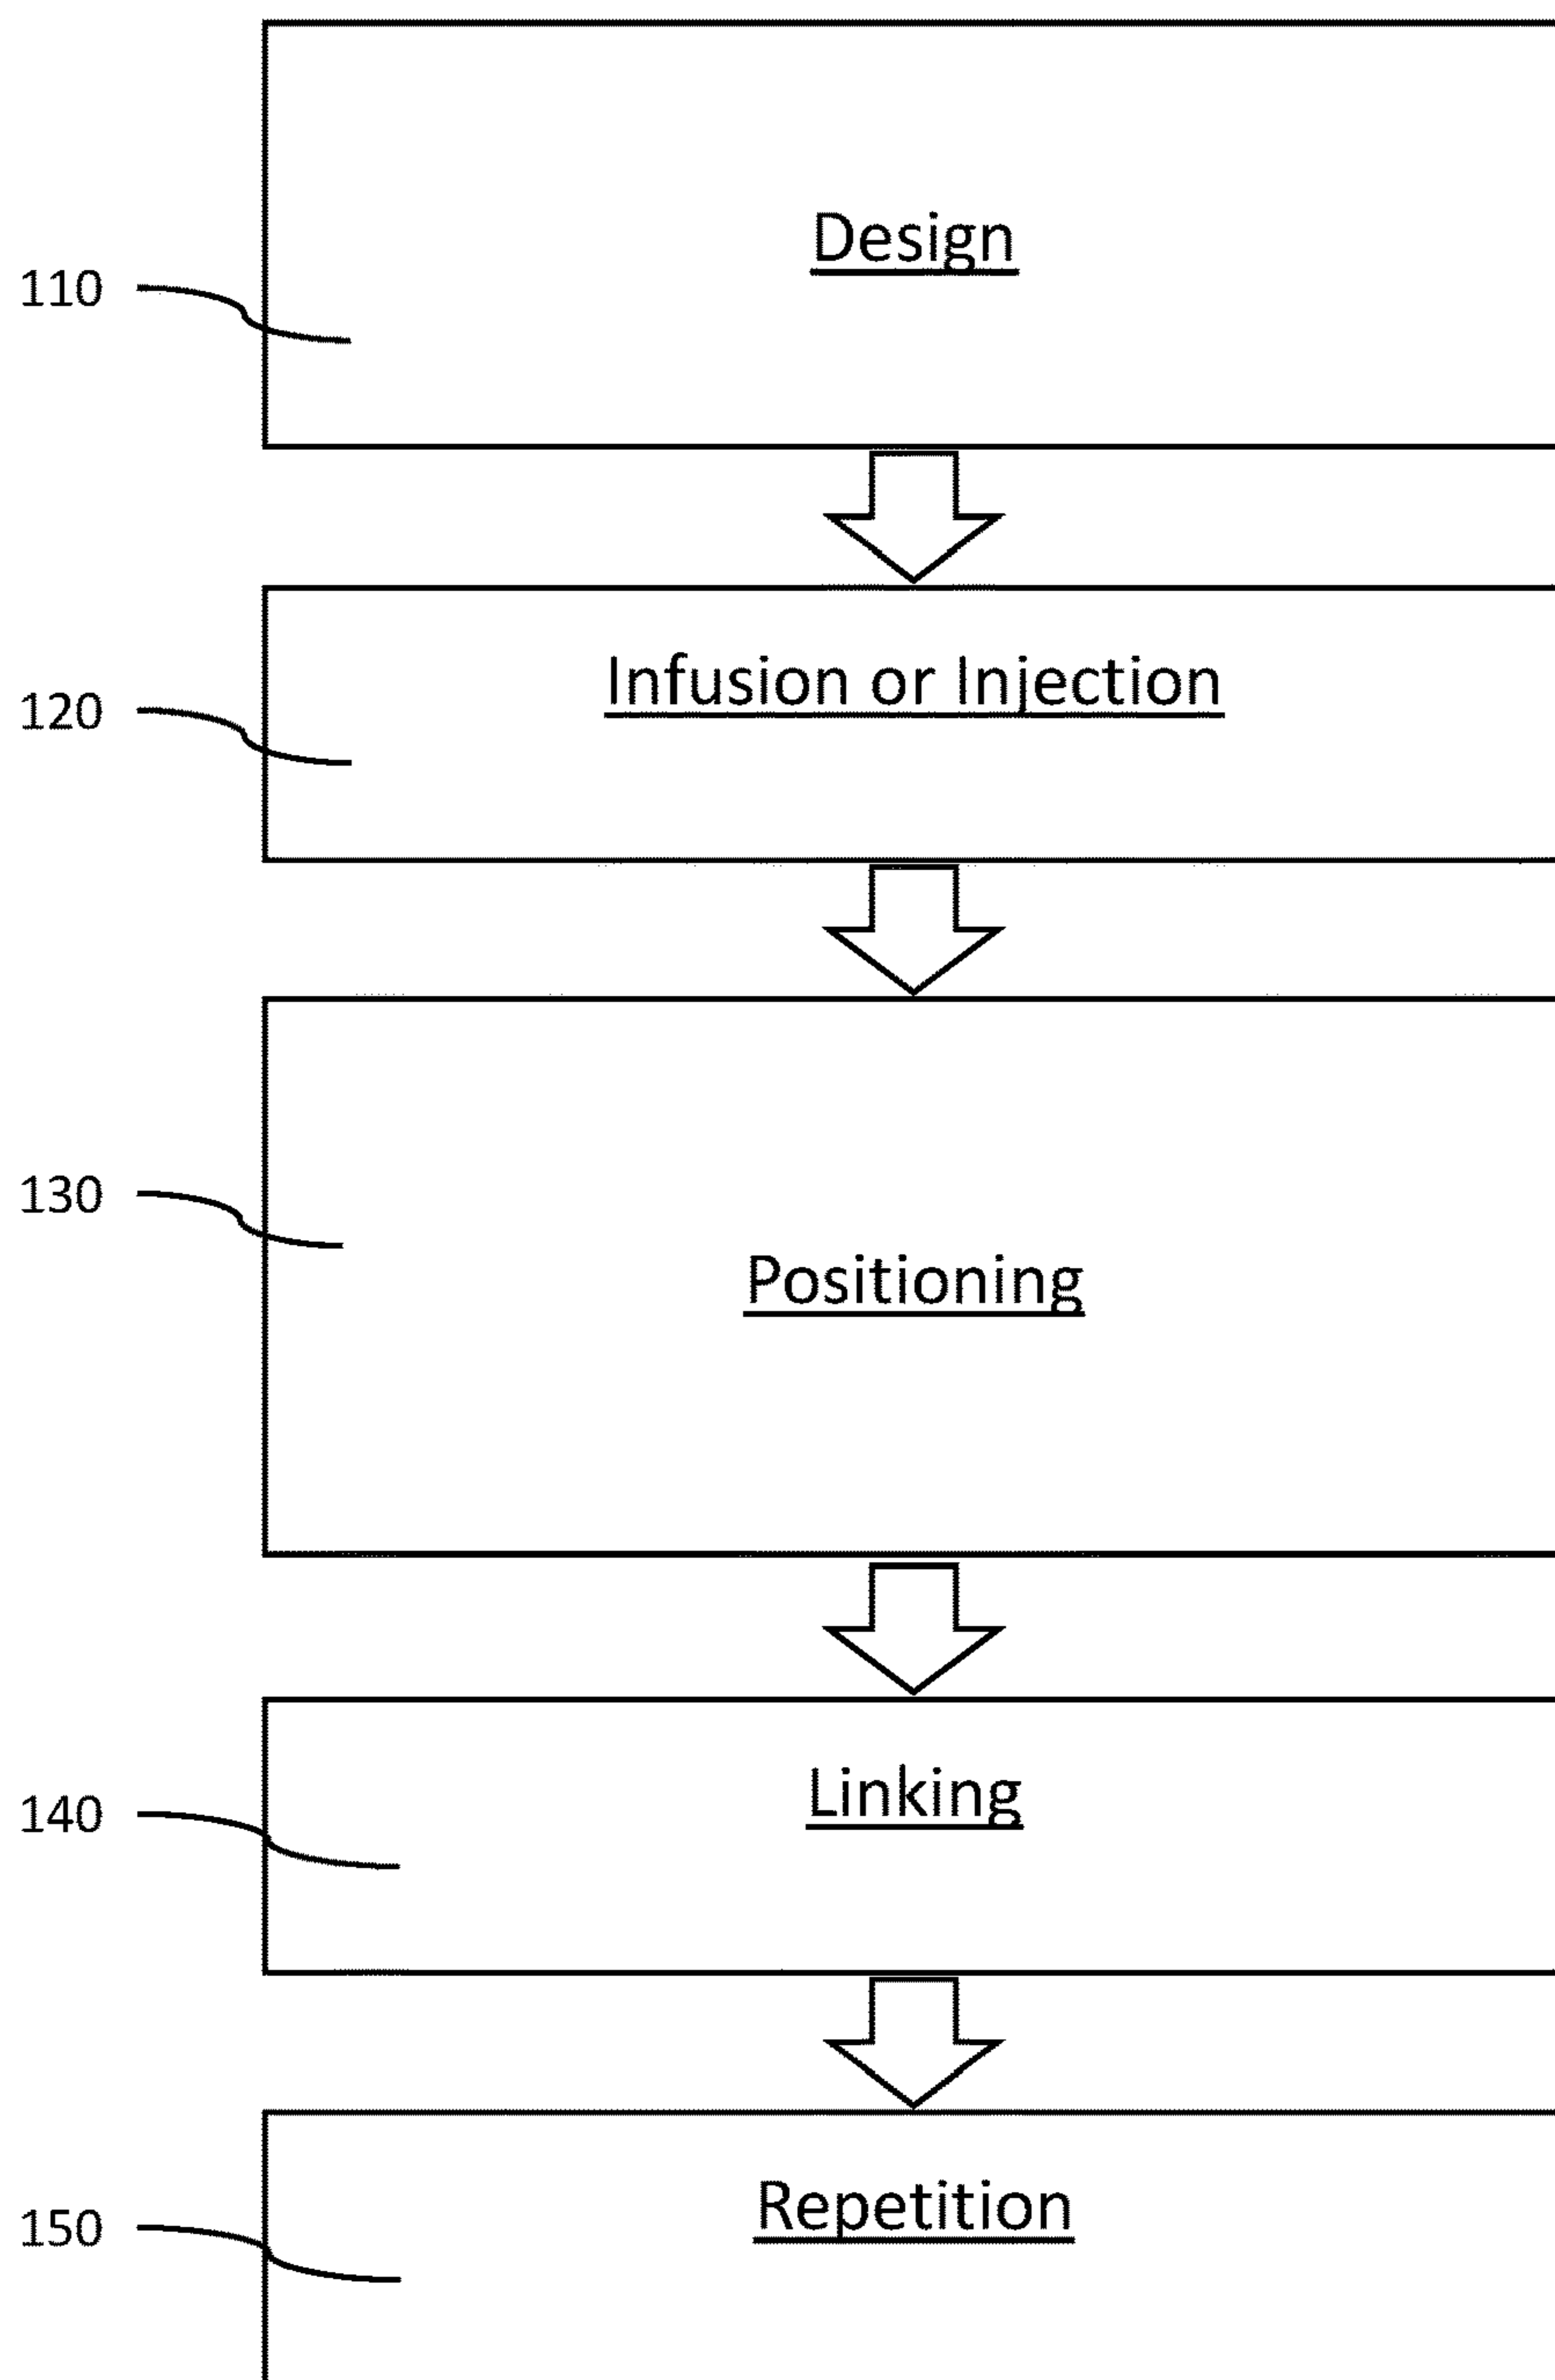 Design
110
Infusion or Injection
120
130
Positioning
Linking
140
Repetition
150